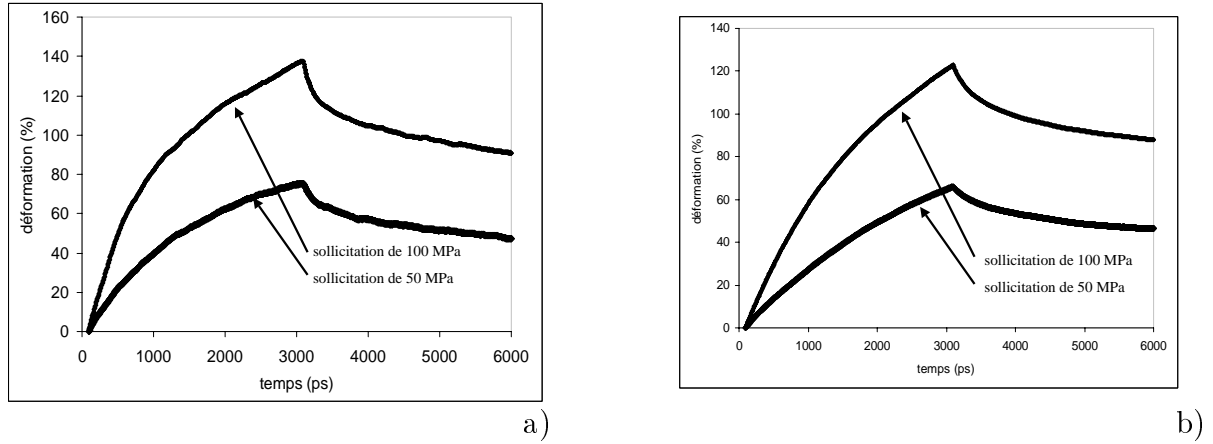 160
140
120
100
80
60
40
20
0
déformation (%)
sollicitation de 100 MPa
sollicitation de 50 MPa
0 1000 2000 3000 4000 5000 6000
temps (ps)
a)
140
120
100
80
60
40
20
0
déformation (%)
sollicitation de 100 MPa
sollicitation de 50 MPa
0 1000 2000 3000 4000 5000 6000
temps (ps)
b)